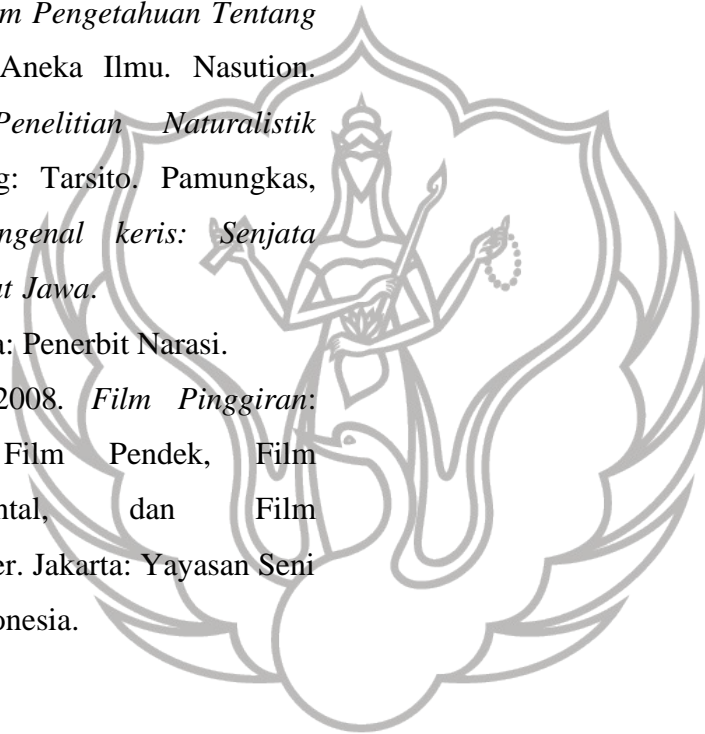 m Pengetahuan Tentang
Aneka Ilmu. Nasution.
Penelitian Naturalistik
g: Tarsito. Pamungkas,
ngenal keris: Senjata
at Jawa.
a: Penerbit Narasi.
2008. Film Pinggiran:
Film Pendek, Film
ntal, dan Film
er. Jakarta: Yayasan Seni
onesia.